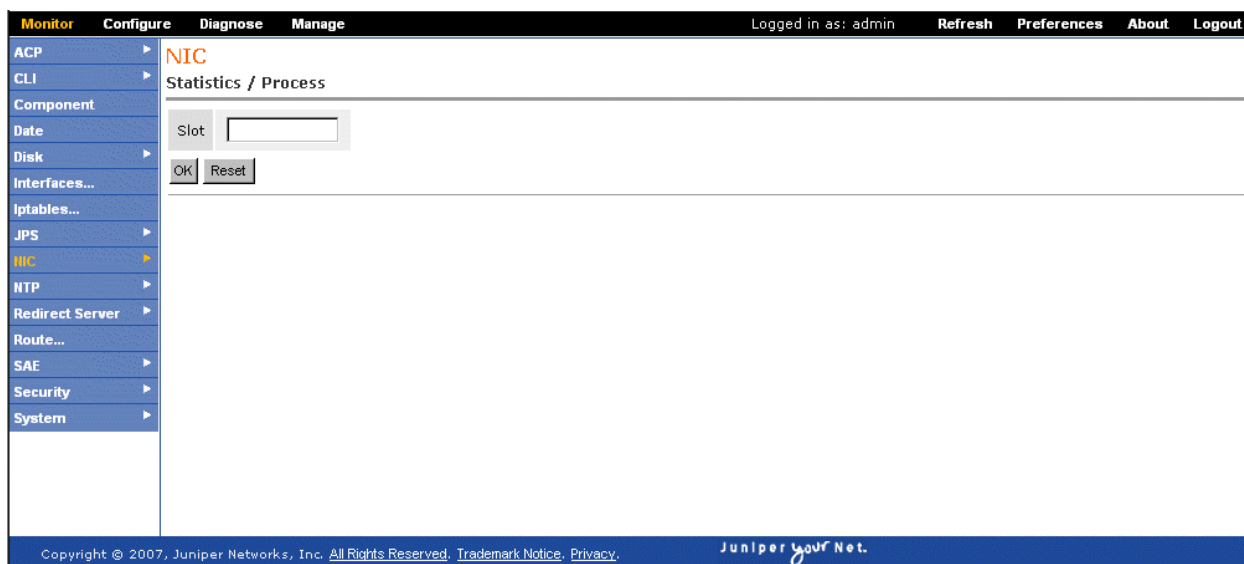 Monitor Configure Diagnose Manage Logged in as: admin Refresh Preferences About Logout
ACP
CLI
Component
Date
Disk
Interfaces...
Iptables...
JPS
NIC
NTP
Redirect Server
Route...
SAE
Security
System
NIC
Statistics / Process
Slot
OK Reset
Copyright © 2007, Juniper Networks, Inc. All Rights Reserved. Trademark Notice. Privacy.
Juniper your Net.